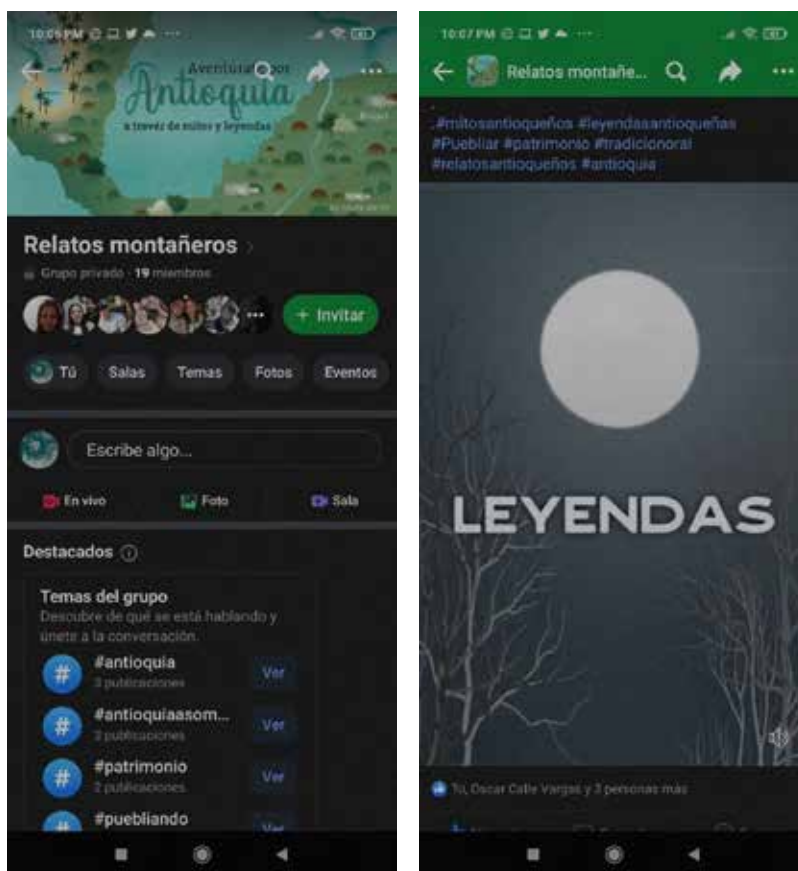 10:05 PM
Aventuras por
Antioquia
a través de mitos y leyendas
Relatos montañeros
Grupo privado · 19 miembros
+ Invitar
Tú
Salas
Temas
Fotos
Eventos
Escribe algo...
En vivo
Foto
Sala
Destacados
Temas del grupo
Descubre de qué se está hablando y
únete a la conversación.
#antioquia
3 publicaciones
Ver
#antioquiaasom...
2 publicaciones
Ver
#patrimonio
2 publicaciones
Ver
#puebliando
Ver
10:07 PM
Relatos montañe...
.#mitosantioqueños #leyendasantioqueñas
#Puebliar #patrimonio #tradicionoral
#relatosantioqueños #antioquia
LEYENDAS
Tú, Oscar Calle Vargas y 3 personas más